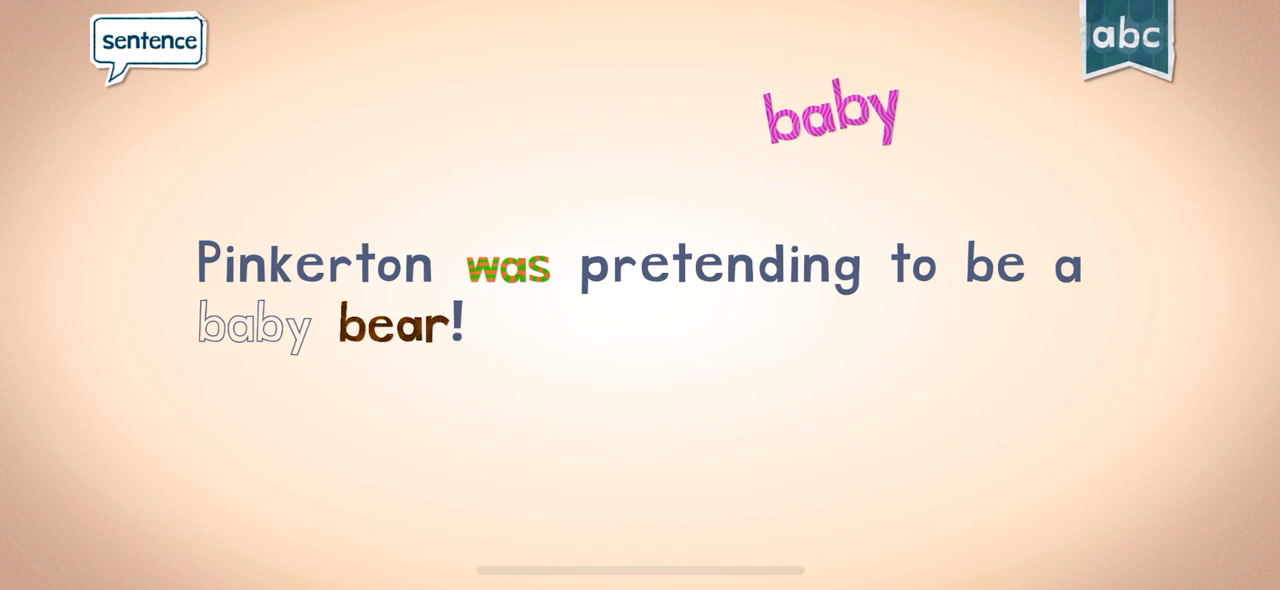 sentence
abc
baby
Pinkerton was pretending to be a
baby bear!